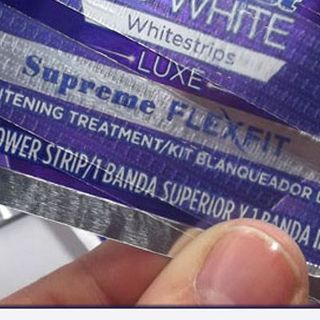 WHITE
Whitestrips
LUXE
Supreme FLEXFIT
TENING TREATMENT/KIT BLANQUEADOR D
OWER STRIP/1 BANDA SUPERIOR Y 1 BANDA